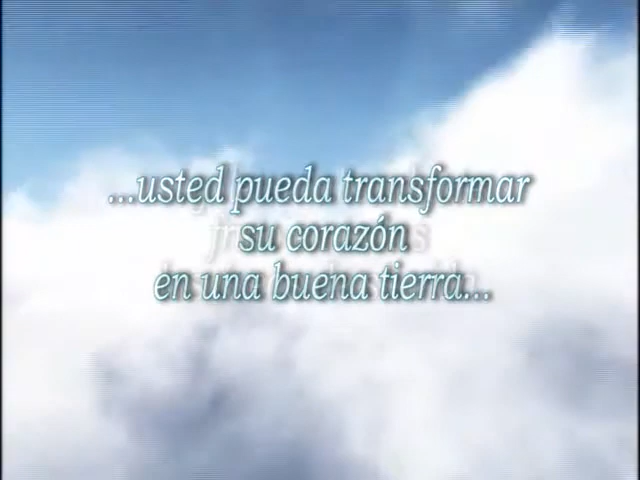 ...usted pueda transformar
su corazón
en una buena tierra...